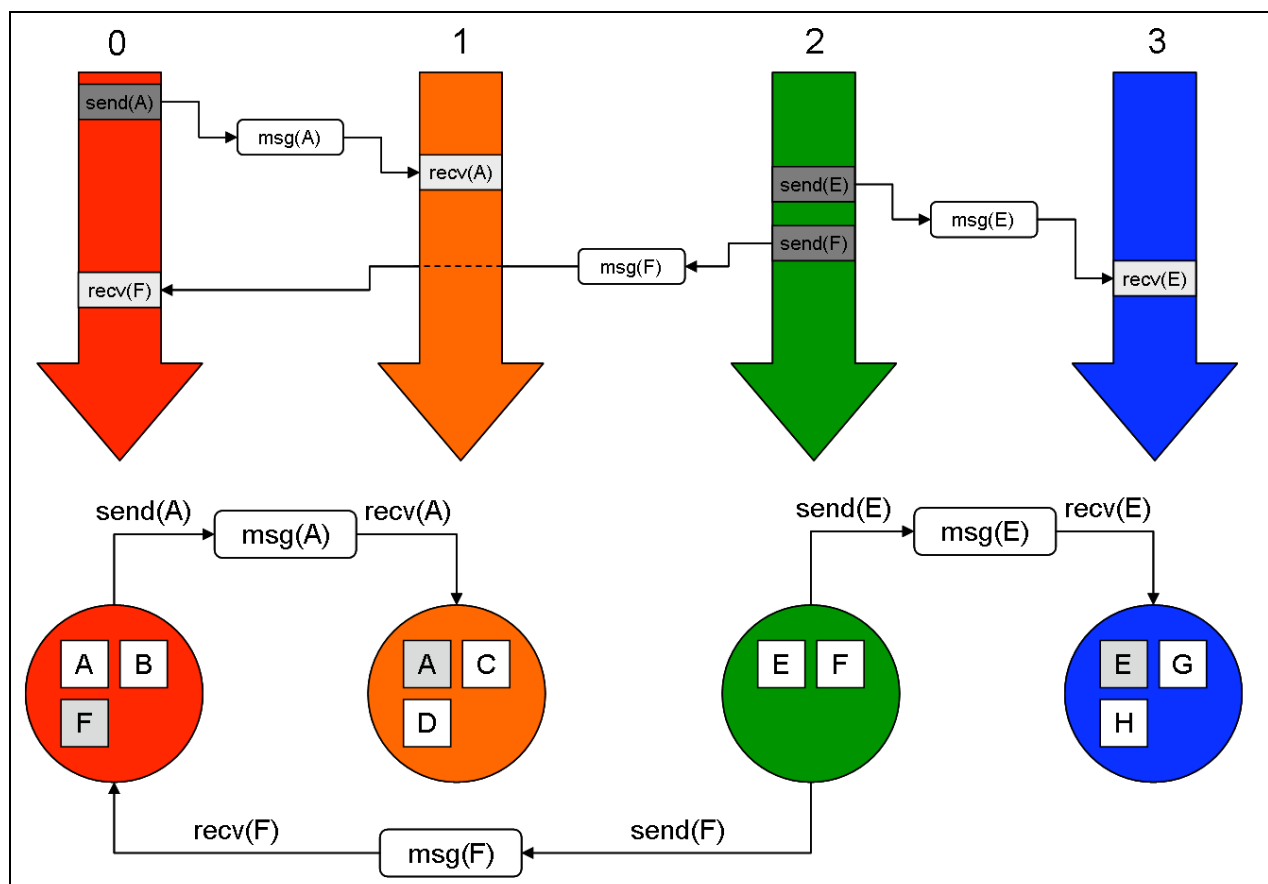 0 1 2 3
send(A)
msg(A)
recv(A)
send(E)
msg(E)
send(F)
msg(F)
recv(E)
recv(F)
send(A) recv(A) send(E) recv(E)
msg(A) msg(E)
A B A C E F E G
F D H
recv(F) send(F)
msg(F)